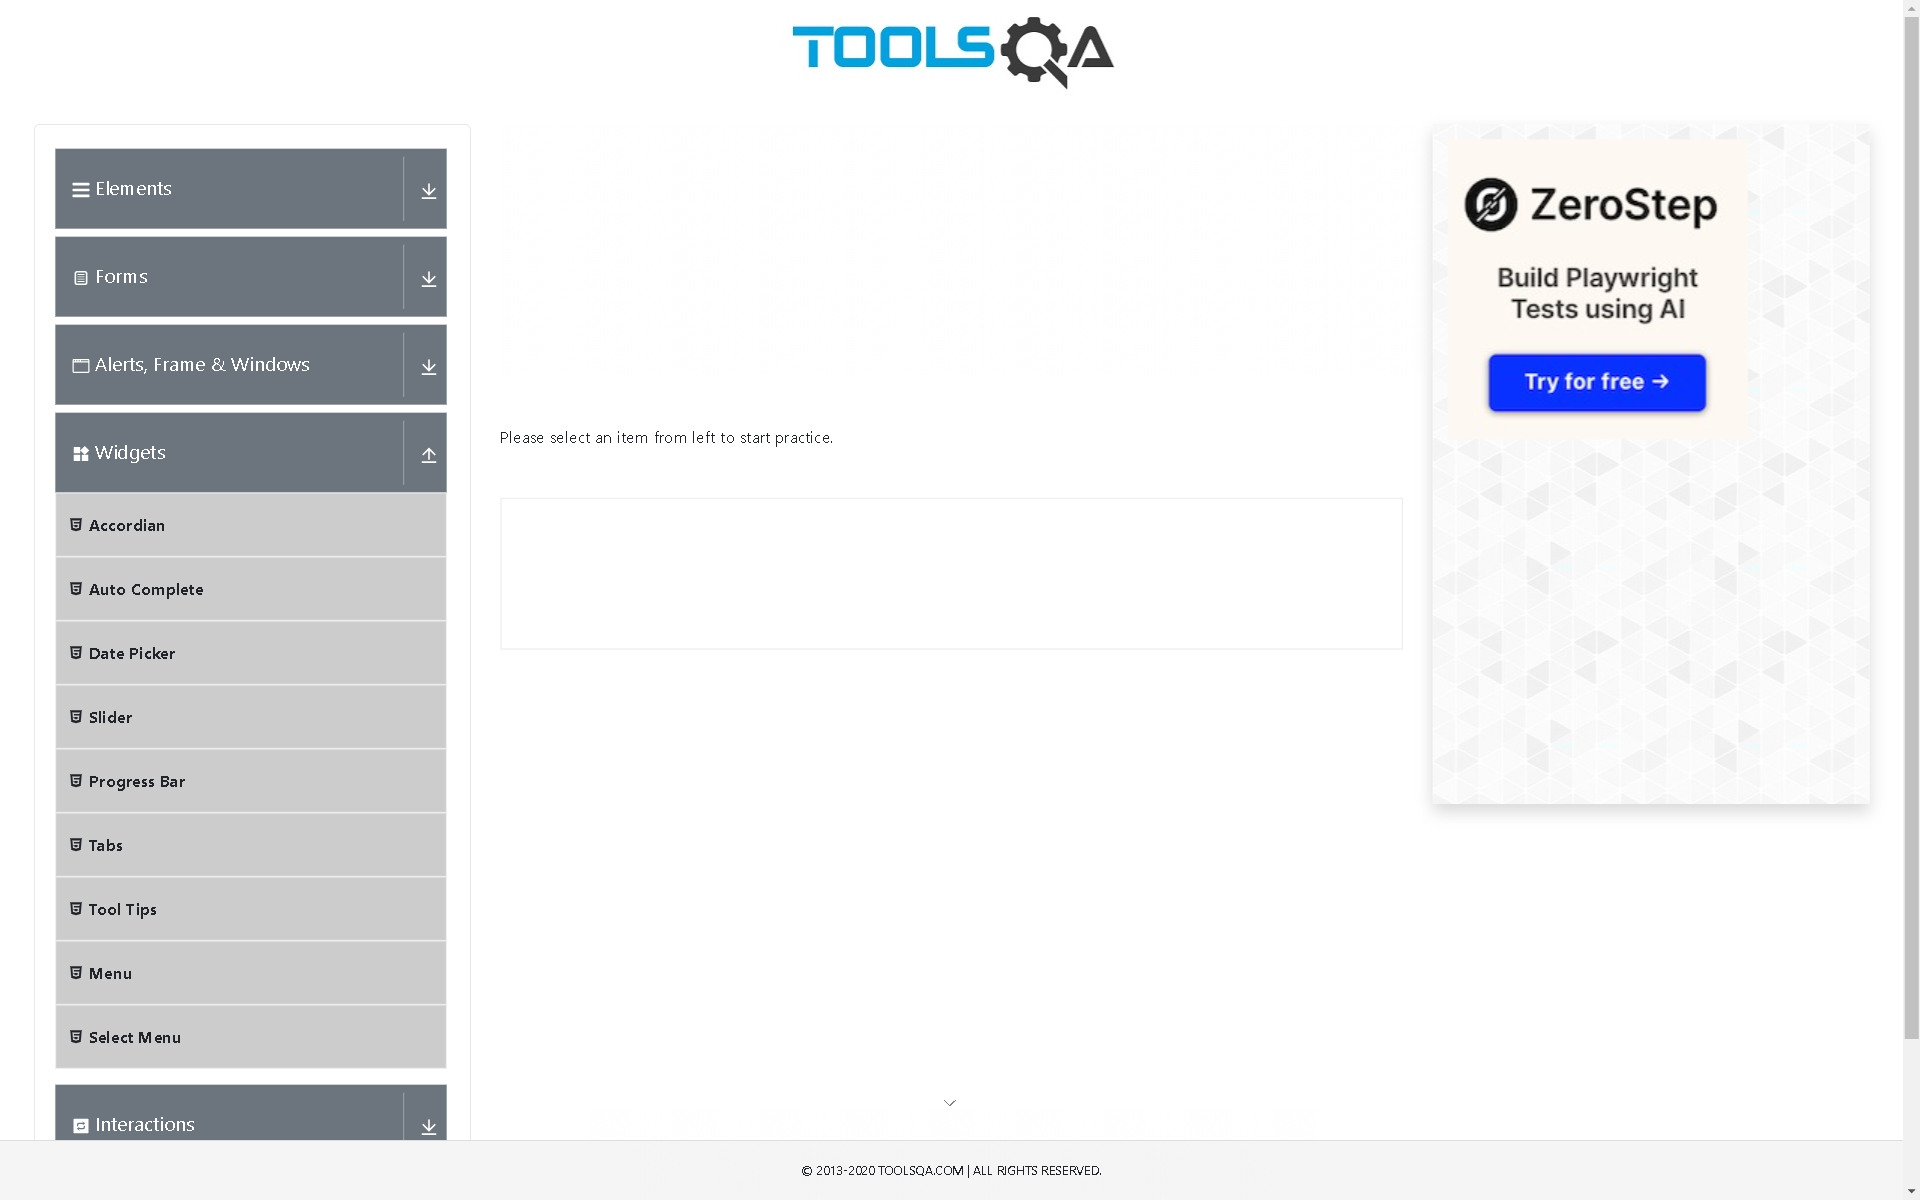 TOOLSQA
Elements
Forms
Alerts, Frame & Windows
Widgets
Accordian
Auto Complete
Date Picker
Slider
Progress Bar
Tabs
Tool Tips
Menu
Select Menu
Interactions
Please select an item from left to start practice.
ZeroStep
Build Playwright
Tests using AI
Try for free →
© 2013-2020 TOOLSQA.COM | ALL RIGHTS RESERVED.